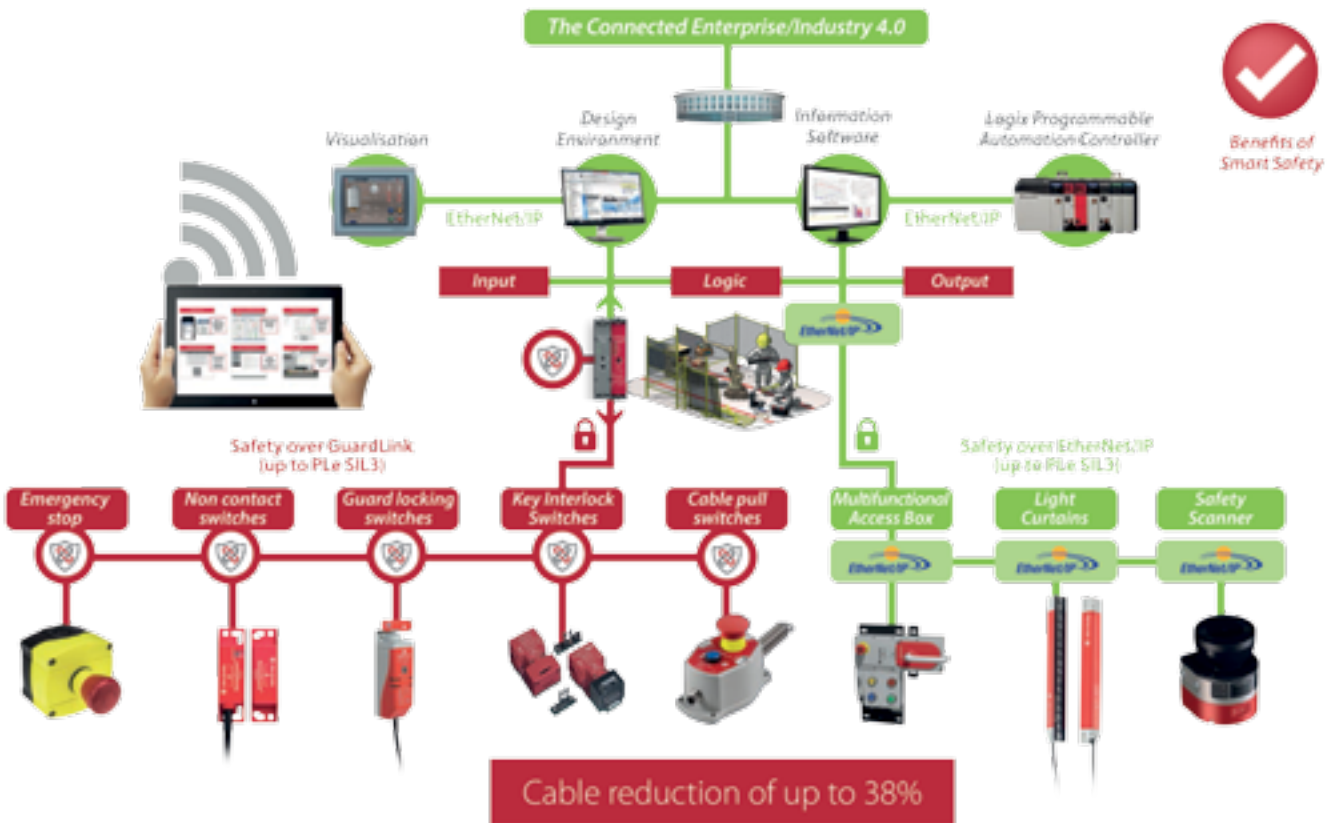 The Connected Enterprise/Industry 4.0
Visualisation
Design
Environment
Information
Software
Logix Programmable
Automation Controller
Benefits of
Smart Safety
EtherNet/IP
EtherNet/IP
Input
Logic
Output
EtherNet/IP
Safety over GuardLink
(up to PLe SIL3)
Safety over EtherNet/IP
(up to PLe SIL3)
Emergency
stop
Non contact
switches
Guard locking
switches
Key Interlock
Switches
Cable pull
switches
Multifunctional
Access Box
Light
Curtains
Safety
Scanner
EtherNet/IP
EtherNet/IP
EtherNet/IP
Cable reduction of up to 38%